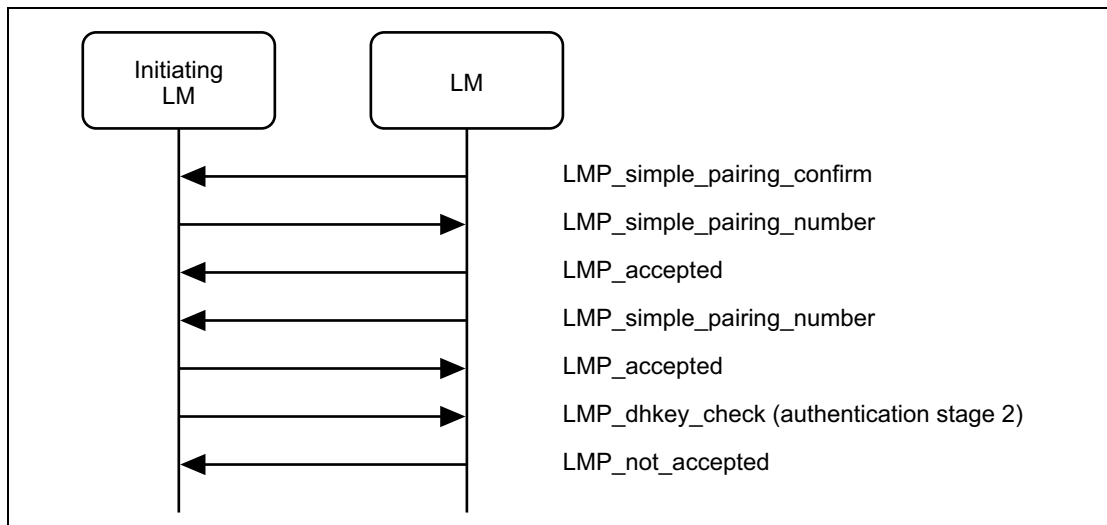 Initiating
LM
LM
LMP_simple_pairing_confirm
LMP_simple_pairing_number
LMP_accepted
LMP_simple_pairing_number
LMP_accepted
LMP_dhkey_check (authentication stage 2)
LMP_not_accepted